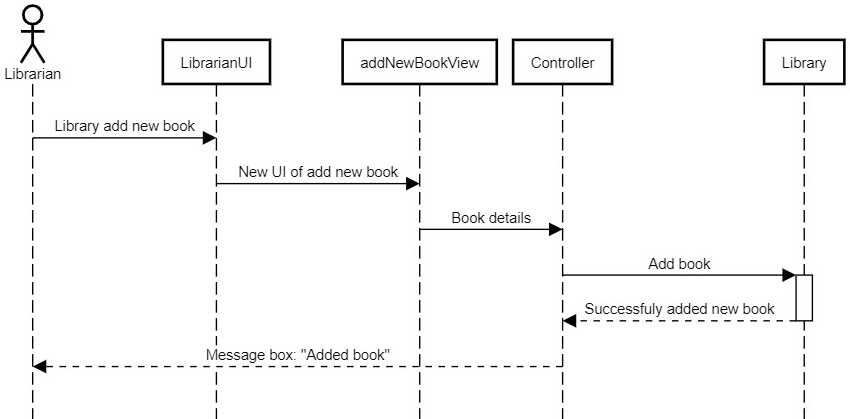 Librarian
LibrarianUI
addNewBookView
Controller
Library
Library add new book
New UI of add new book
Book details
Add book
Successfuly added new book
Message box: "Added book"